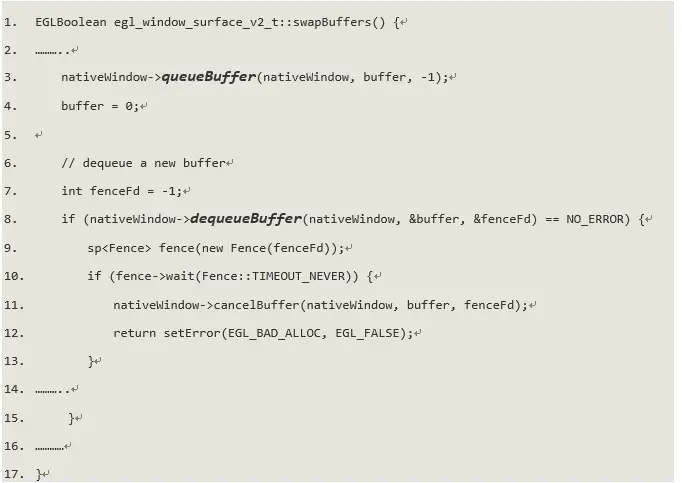 1. EGLBoolean egl_window_surface_v2_t::swapBuffers() {↵
2. ………..↵
3. nativeWindow->queueBuffer(nativeWindow, buffer, -1);↵
4. buffer = 0;↵
5. ↵
6. // dequeue a new buffer↵
7. int fenceFd = -1;↵
8. if (nativeWindow->dequeueBuffer(nativeWindow, &buffer, &fenceFd) == NO_ERROR) {↵
9. sp<Fence> fence(new Fence(fenceFd));↵
10. if (fence->wait(Fence::TIMEOUT_NEVER)) {↵
11. nativeWindow->cancelBuffer(nativeWindow, buffer, fenceFd);↵
12. return setError(EGL_BAD_ALLOC, EGL_FALSE);↵
13. }↵
14. ………..↵
15. }↵
16. …………↵
17. }↵